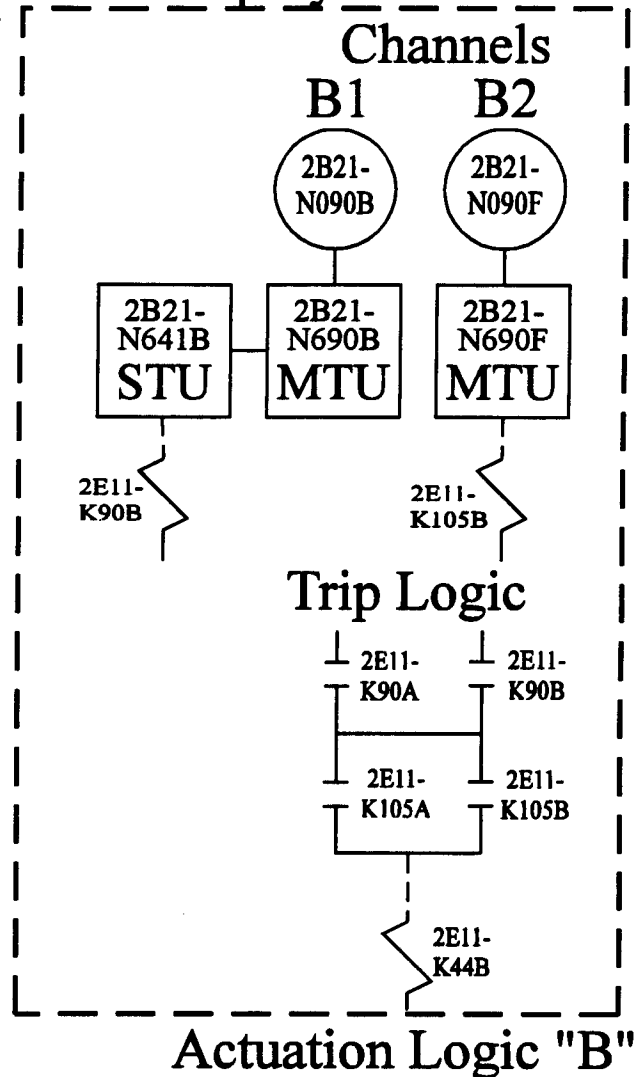 Channels
B1 B2
2B21-
N090B
2B21-
N090F
2B21-
N641B
STU
2B21-
N690B
MTU
2B21-
N690F
MTU
2E11-
K90B
2E11-
K105B
Trip Logic
2E11-
K90A
2E11-
K90B
2E11-
K105A
2E11-
K105B
2E11-
K44B
Actuation Logic "B"